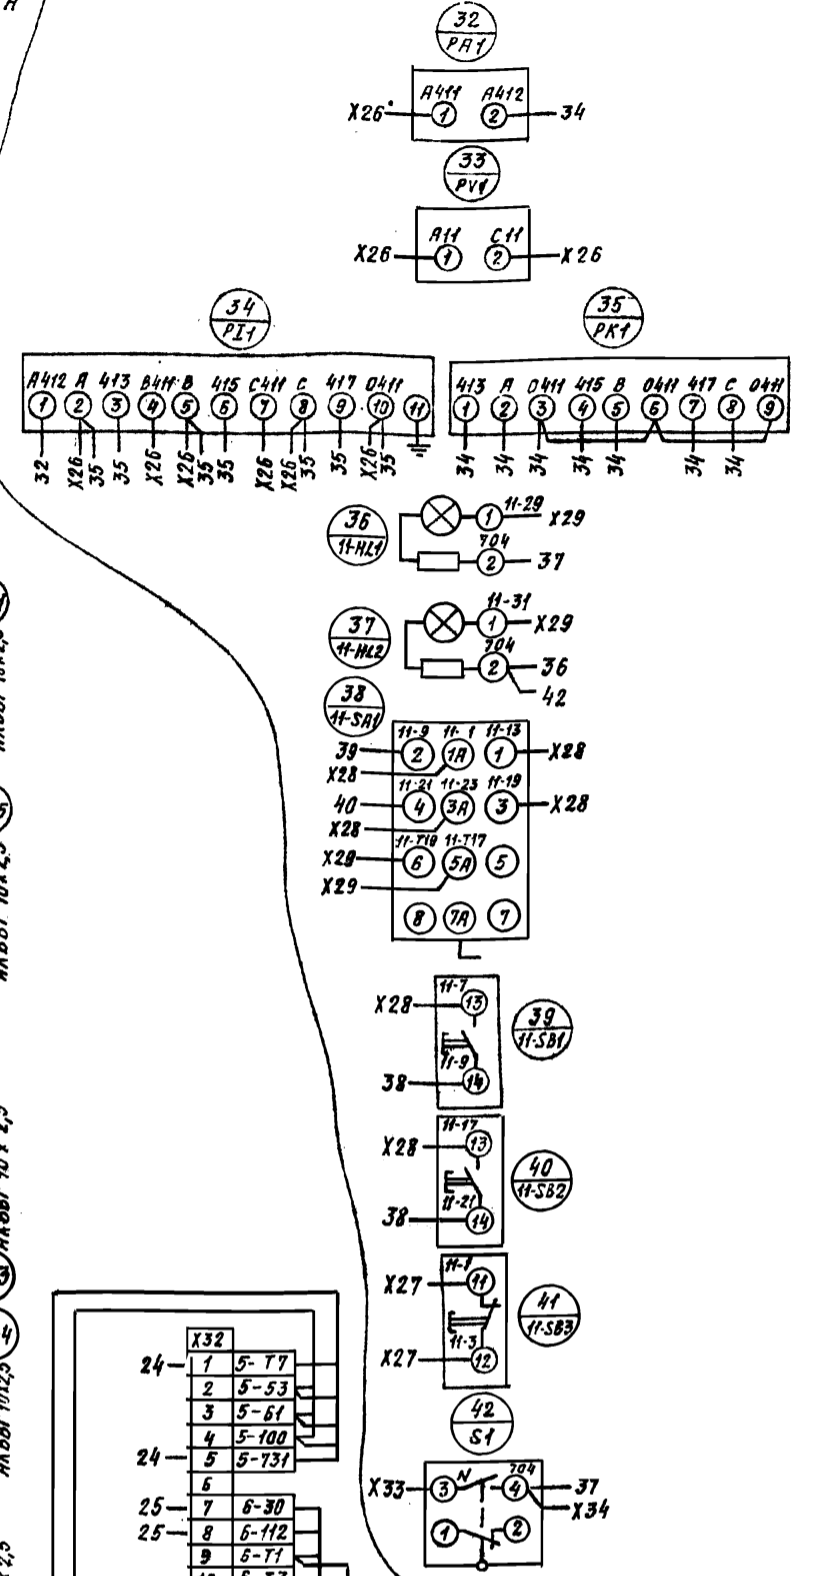 32
PA1
A411 A412
X26 1 2 34
33
PV1
A11 C11
X26 1 2 X26
34
PI1
A412 A 413 B411 B 415 C411 C 417 0411
1 2 3 4 5 6 7 8 9 10 11
32 X26 35 35 X26 X26 35 35 X26 X26 35 35 X26 35
35
PK1
413 A 0411 415 B 0411 417 C 0411
1 2 3 4 5 6 7 8 9
34 34 34 34 34 34 34
36
11-HL1
11-29
1 X29
704
2 37
37
11-HL2
11-31
1 X29
704
2 36
42
38
11-SA1
11-9 11-1 11-13
39 2 1A 1 X28
X28
11-21 11-23 11-19
40 4 3A 3 X28
X28
11-T19 11-T17
X29 6 5A 5
X29
8 7A 7
39
11-SB1
11-7
X28 13
11-9
38 14
40
11-SB2
11-17
X28 13
11-21
38 14
41
11-SB3
11-1
X27 11
11-3
X27 12
42
S1
704
X33 3 N 4 37
X34
1 2
X32
24 1 5-T7
2 5-53
3 5-61
4 5-100
24 5 5-731
6
25 7 6-30
25 8 6-112
9 6-T1